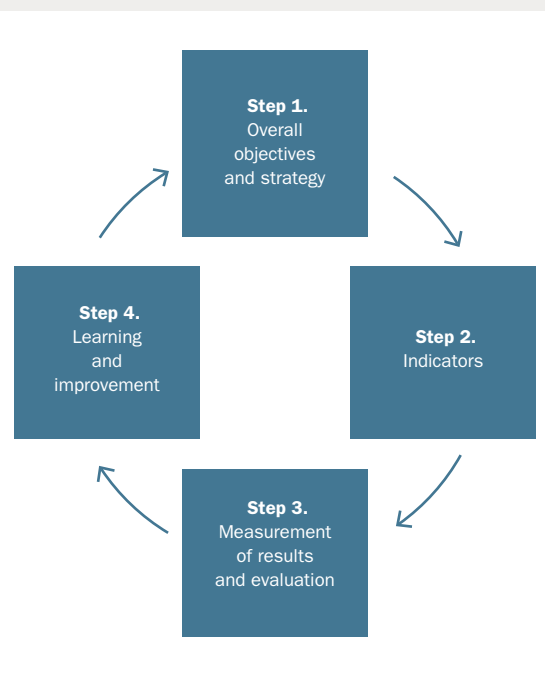 Step 1.
Overall
objectives
and strategy
Step 2.
Indicators
Step 3.
Measurement
of results
and evaluation
Step 4.
Learning
and
improvement